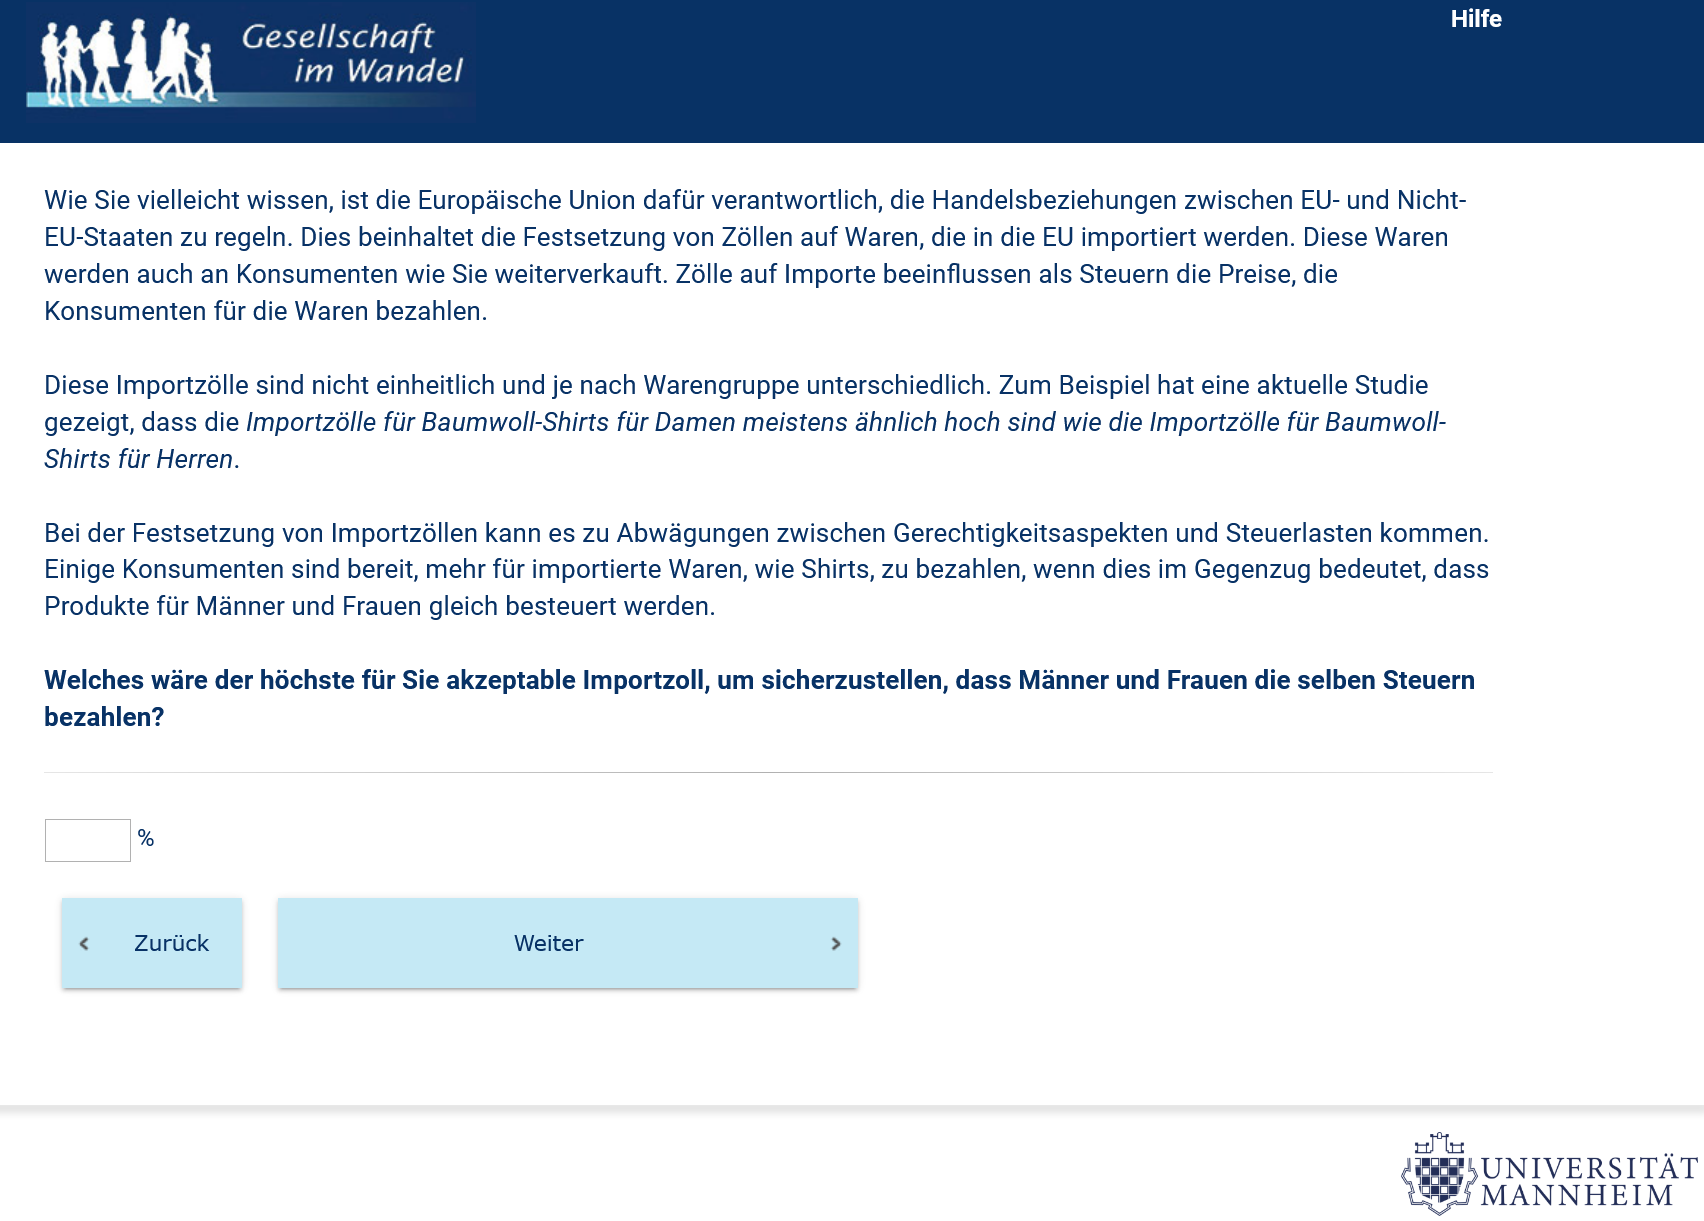 Gesellschaft
im Wandel
Hilfe
Wie Sie vielleicht wissen, ist die Europäische Union dafür verantwortlich, die Handelsbeziehungen zwischen EU- und Nicht-
EU-Staaten zu regeln. Dies beinhaltet die Festsetzung von Zöllen auf Waren, die in die EU importiert werden. Diese Waren
werden auch an Konsumenten wie Sie weiterverkauft. Zölle auf Importe beeinflussen als Steuern die Preise, die
Konsumenten für die Waren bezahlen.
Diese Importzölle sind nicht einheitlich und je nach Warengruppe unterschiedlich. Zum Beispiel hat eine aktuelle Studie
gezeigt, dass die Importzölle für Baumwoll-Shirts für Damen meistens ähnlich hoch sind wie die Importzölle für Baumwoll-
Shirts für Herren.
Bei der Festsetzung von Importzöllen kann es zu Abwägungen zwischen Gerechtigkeitsaspekten und Steuerlasten kommen.
Einige Konsumenten sind bereit, mehr für importierte Waren, wie Shirts, zu bezahlen, wenn dies im Gegenzug bedeutet, dass
Produkte für Männer und Frauen gleich besteuert werden.
Welches wäre der höchste für Sie akzeptable Importzoll, um sicherzustellen, dass Männer und Frauen die selben Steuern
bezahlen?
%
Zurück
Weiter
UNIVERSITÄT
MANNHEIM